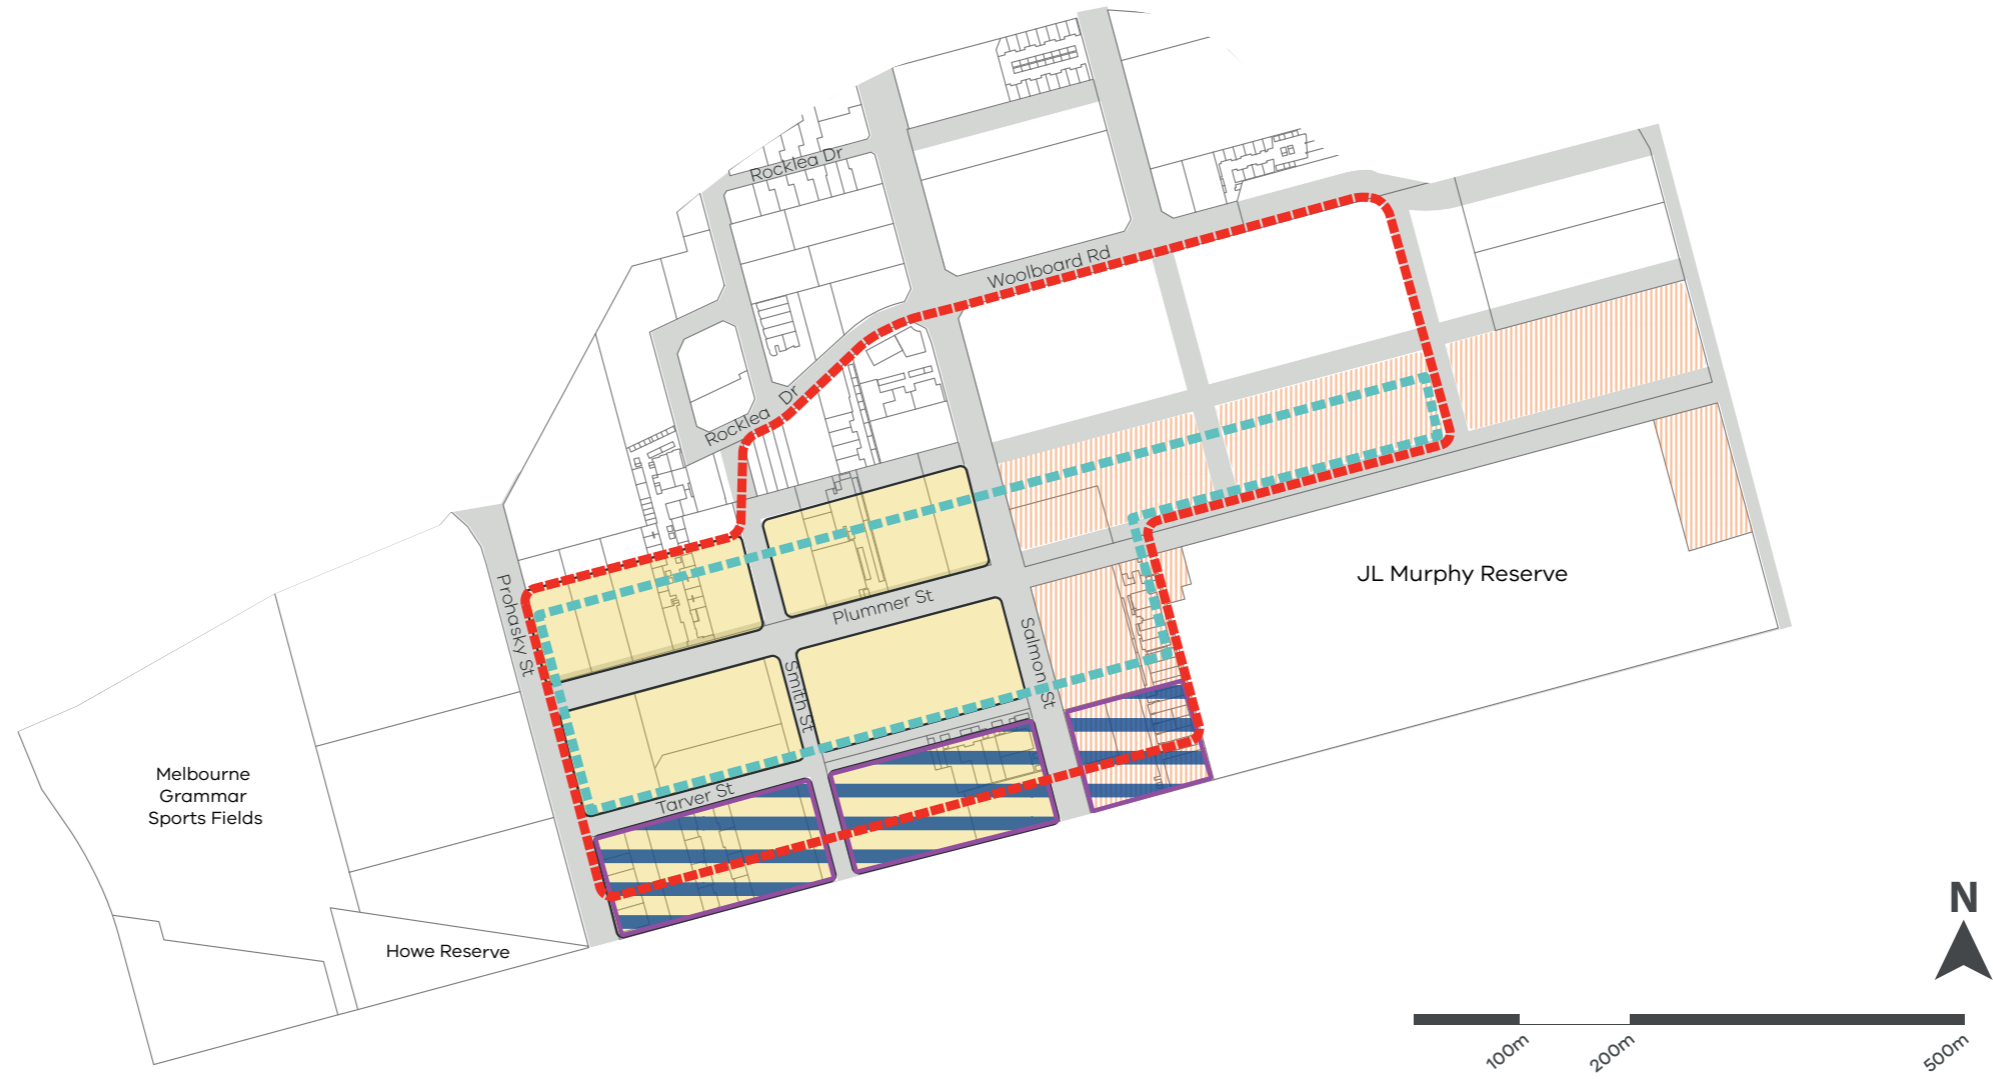 Rocklea Dr
Woolboard Rd
Rocklea Dr
Prohasky St
Plummer St
Smith St
Salmon St
Tarver St
JL Murphy Reserve
Melbourne
Grammar
Sports Fields
Howe Reserve
N
100m
200m
500m